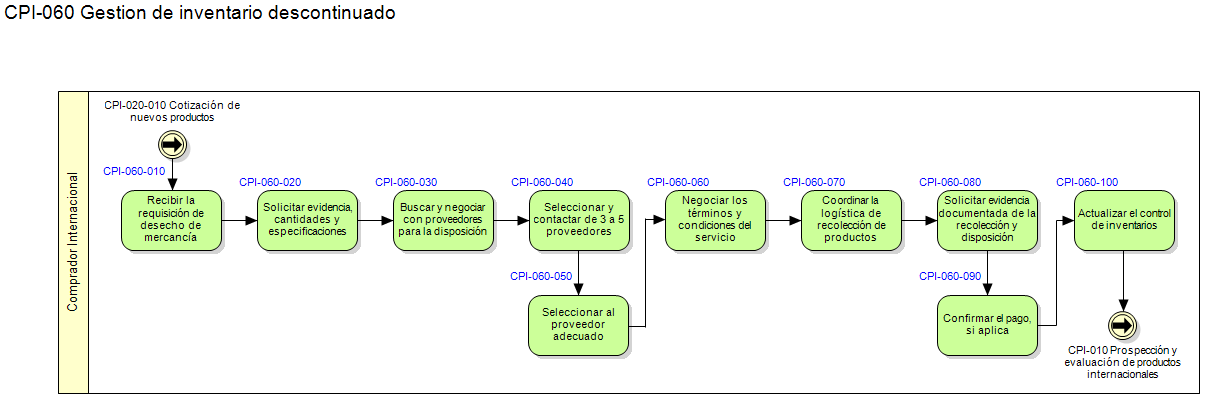 CPI-060 Gestion de inventario descontinuado
Comprador Internacional
CPI-020-010 Cotización de
nuevos productos
CPI-060-010
Recibir la
requisición de
desecho de
mercancía
CPI-060-020
Solicitar evidencia,
cantidades y
especificaciones
CPI-060-030
Buscar y negociar
con proveedores
para la disposición
CPI-060-040
Seleccionar y
contactar de 3 a 5
proveedores
CPI-060-050
Seleccionar al
proveedor
adecuado
CPI-060-060
Negociar los
términos y
condiciones del
servicio
CPI-060-070
Coordinar la
logística de
recolección de
productos
CPI-060-080
Solicitar evidencia
documentada de la
recolección y
disposición
CPI-060-090
Confirmar el pago,
si aplica
CPI-060-100
Actualizar el control
de inventarios
CPI-010 Prospección y
evaluación de productos
internacionales